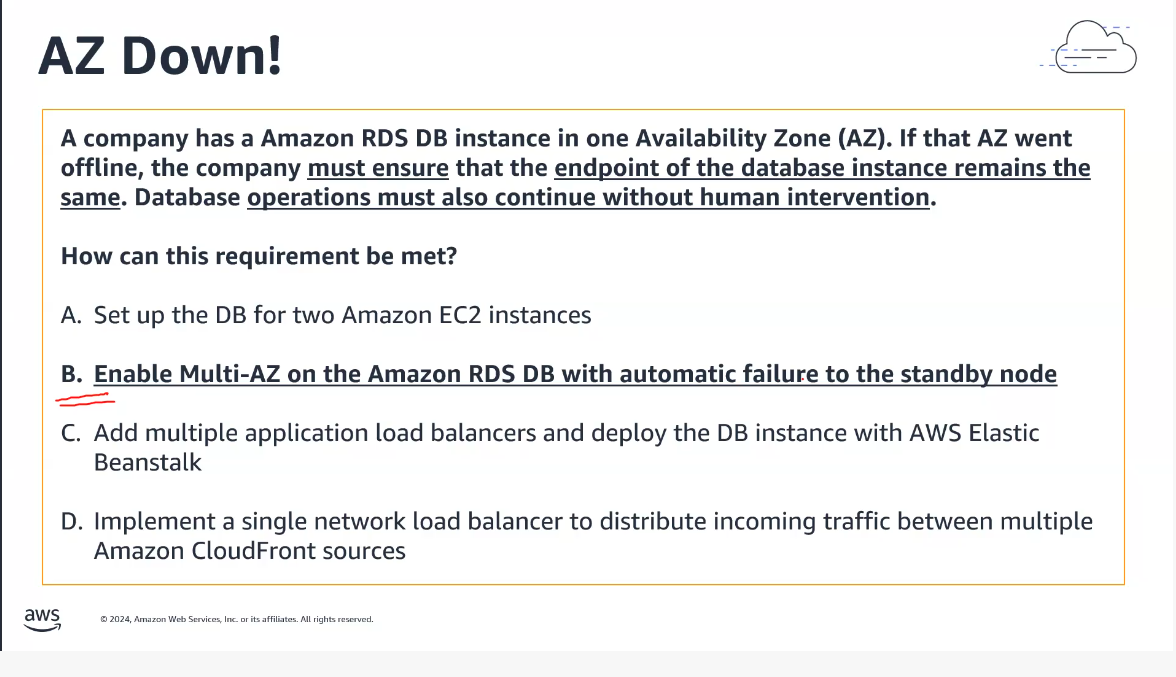 AZ Down!
A company has a Amazon RDS DB instance in one Availability Zone (AZ). If that AZ went
offline, the company must ensure that the endpoint of the database instance remains the
same. Database operations must also continue without human intervention.
How can this requirement be met?
A. Set up the DB for two Amazon EC2 instances
B. Enable Multi-AZ on the Amazon RDS DB with automatic failure to the standby node
C. Add multiple application load balancers and deploy the DB instance with AWS Elastic
Beanstalk
D. Implement a single network load balancer to distribute incoming traffic between multiple
Amazon CloudFront sources
aws
© 2024, Amazon Web Services, Inc. or its affiliates. All rights reserved.